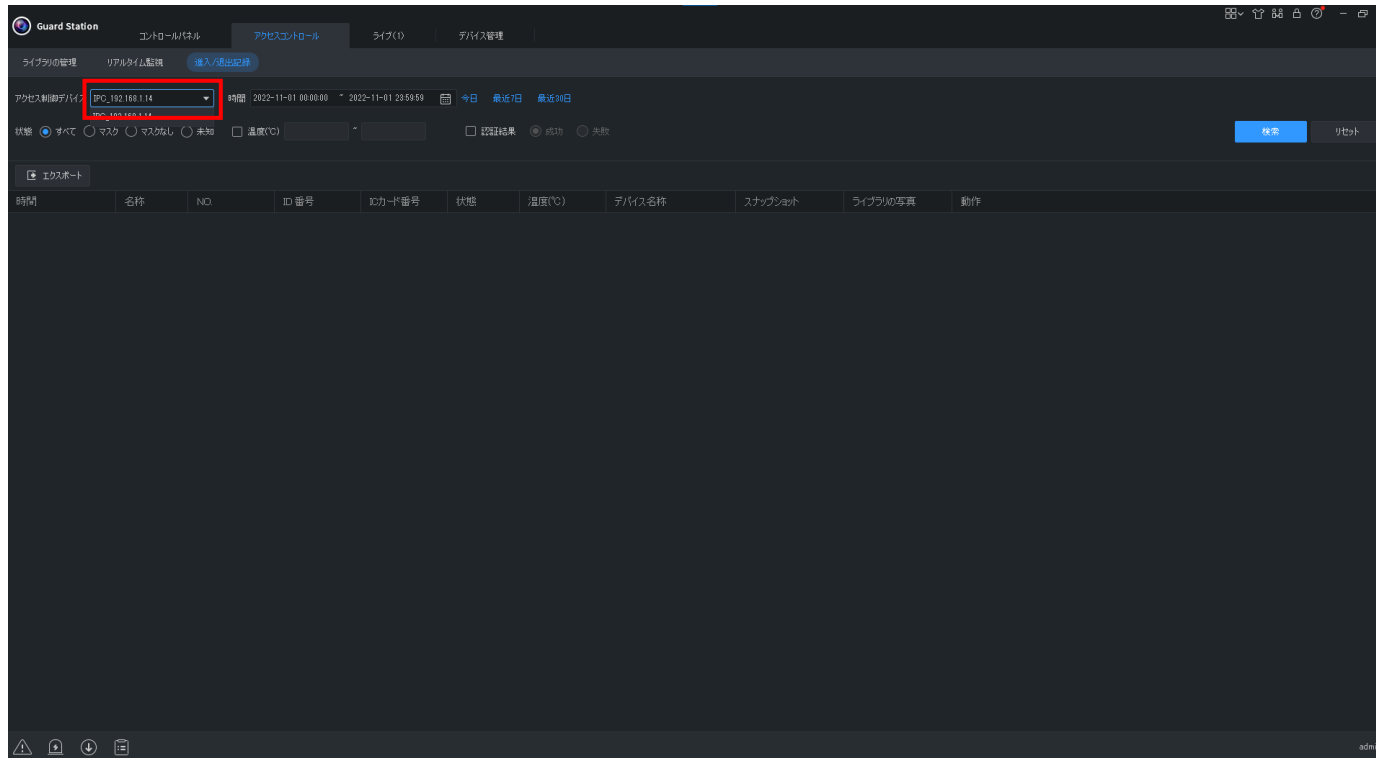 Guard Station
コントロールパネル アクセスコントロール ライブ(1) デバイス管理
ライブラリの管理 リアルタイム監視 進入/退出記録
アクセス制御デバイス IPC_192.168.1.14 時間 2022-11-01 00:00:00 ~ 2022-11-01 23:59:59 今日 最近7日 最近30日
IPC_192.168.1.14
状態 すべて マスク マスクなし 未知 温度(℃) ~ 認証結果 成功 失敗 検索 リセット
エクスポート
時間 名称 NO. ID 番号 ICカード番号 状態 温度(℃) デバイス名称 スナップショット ライブラリの写真 動作
admi